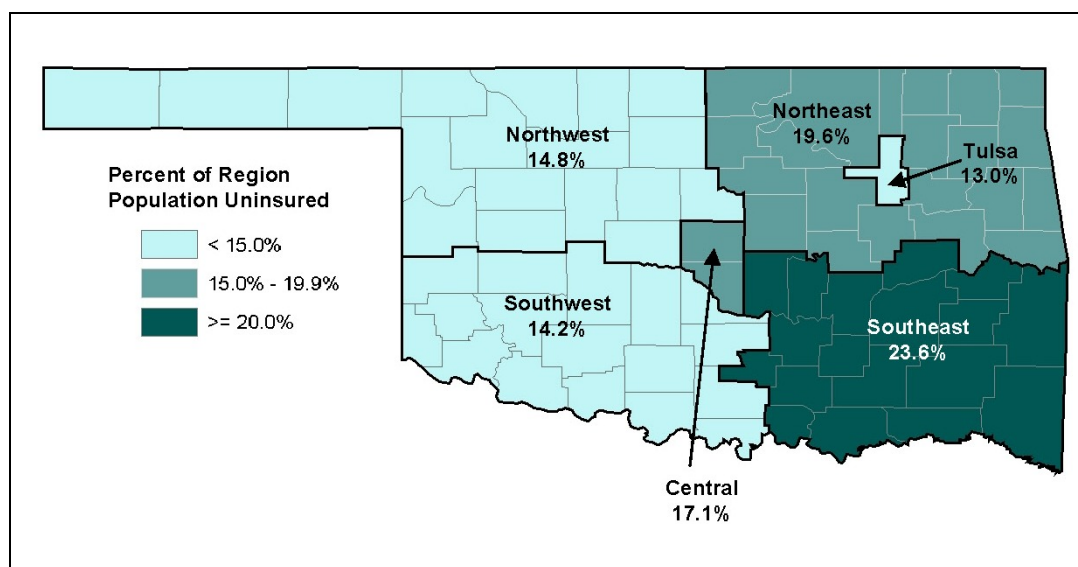 Northwest
14.8%
Northeast
19.6%
Tulsa
13.0%
Percent of Region
Population Uninsured
< 15.0%
15.0% - 19.9%
>= 20.0%
Southwest
14.2%
Southeast
23.6%
Central
17.1%